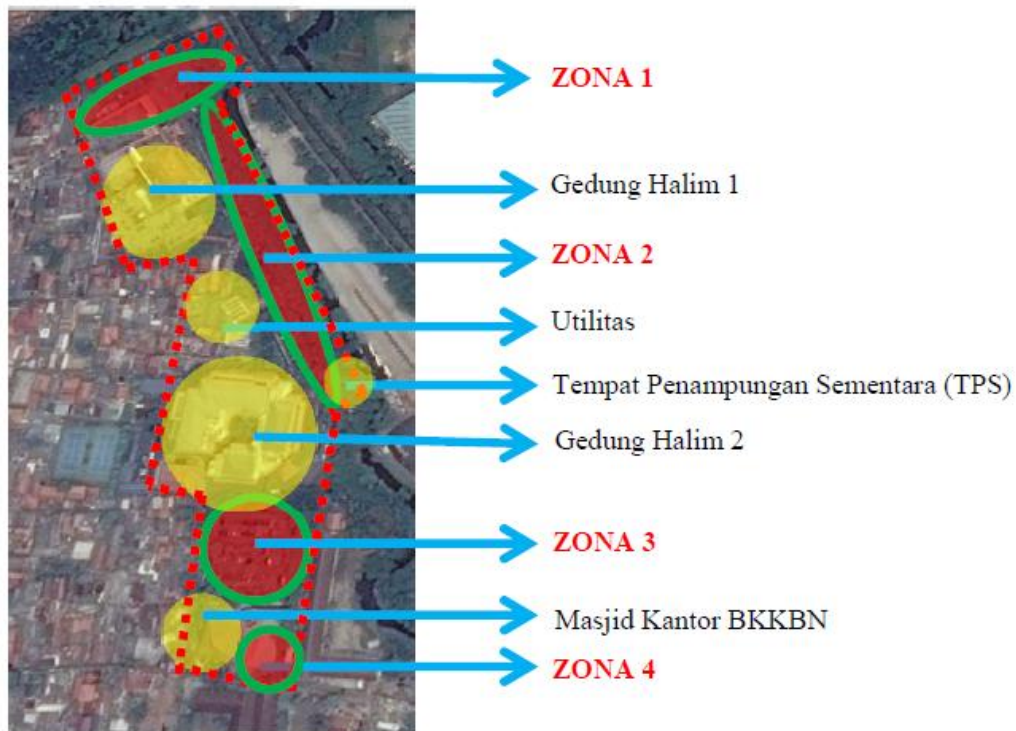 ZONA 1
Gedung Halim 1
ZONA 2
Utilitas
Tempat Penampungan Sementara (TPS)
Gedung Halim 2
ZONA 3
Masjid Kantor BKKBN
ZONA 4